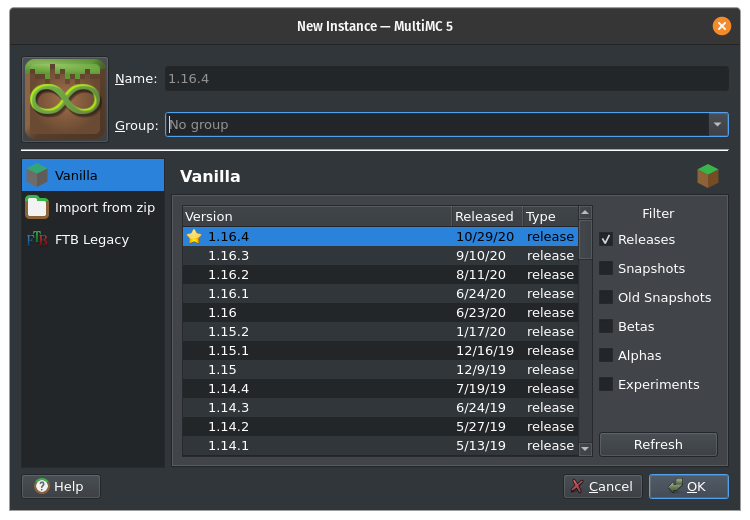 New Instance — MultiMC 5
Name: 1.16.4
Group: No group
Vanilla
Import from zip
FTB FTB Legacy
Vanilla
Version Released Type
1.16.4 10/29/20 release
1.16.3 9/10/20 release
1.16.2 8/11/20 release
1.16.1 6/24/20 release
1.16 6/23/20 release
1.15.2 1/17/20 release
1.15.1 12/16/19 release
1.15 12/9/19 release
1.14.4 7/19/19 release
1.14.3 6/24/19 release
1.14.2 5/27/19 release
1.14.1 5/13/19 release
Filter
Releases
Snapshots
Old Snapshots
Betas
Alphas
Experiments
Refresh
Help
Cancel
OK